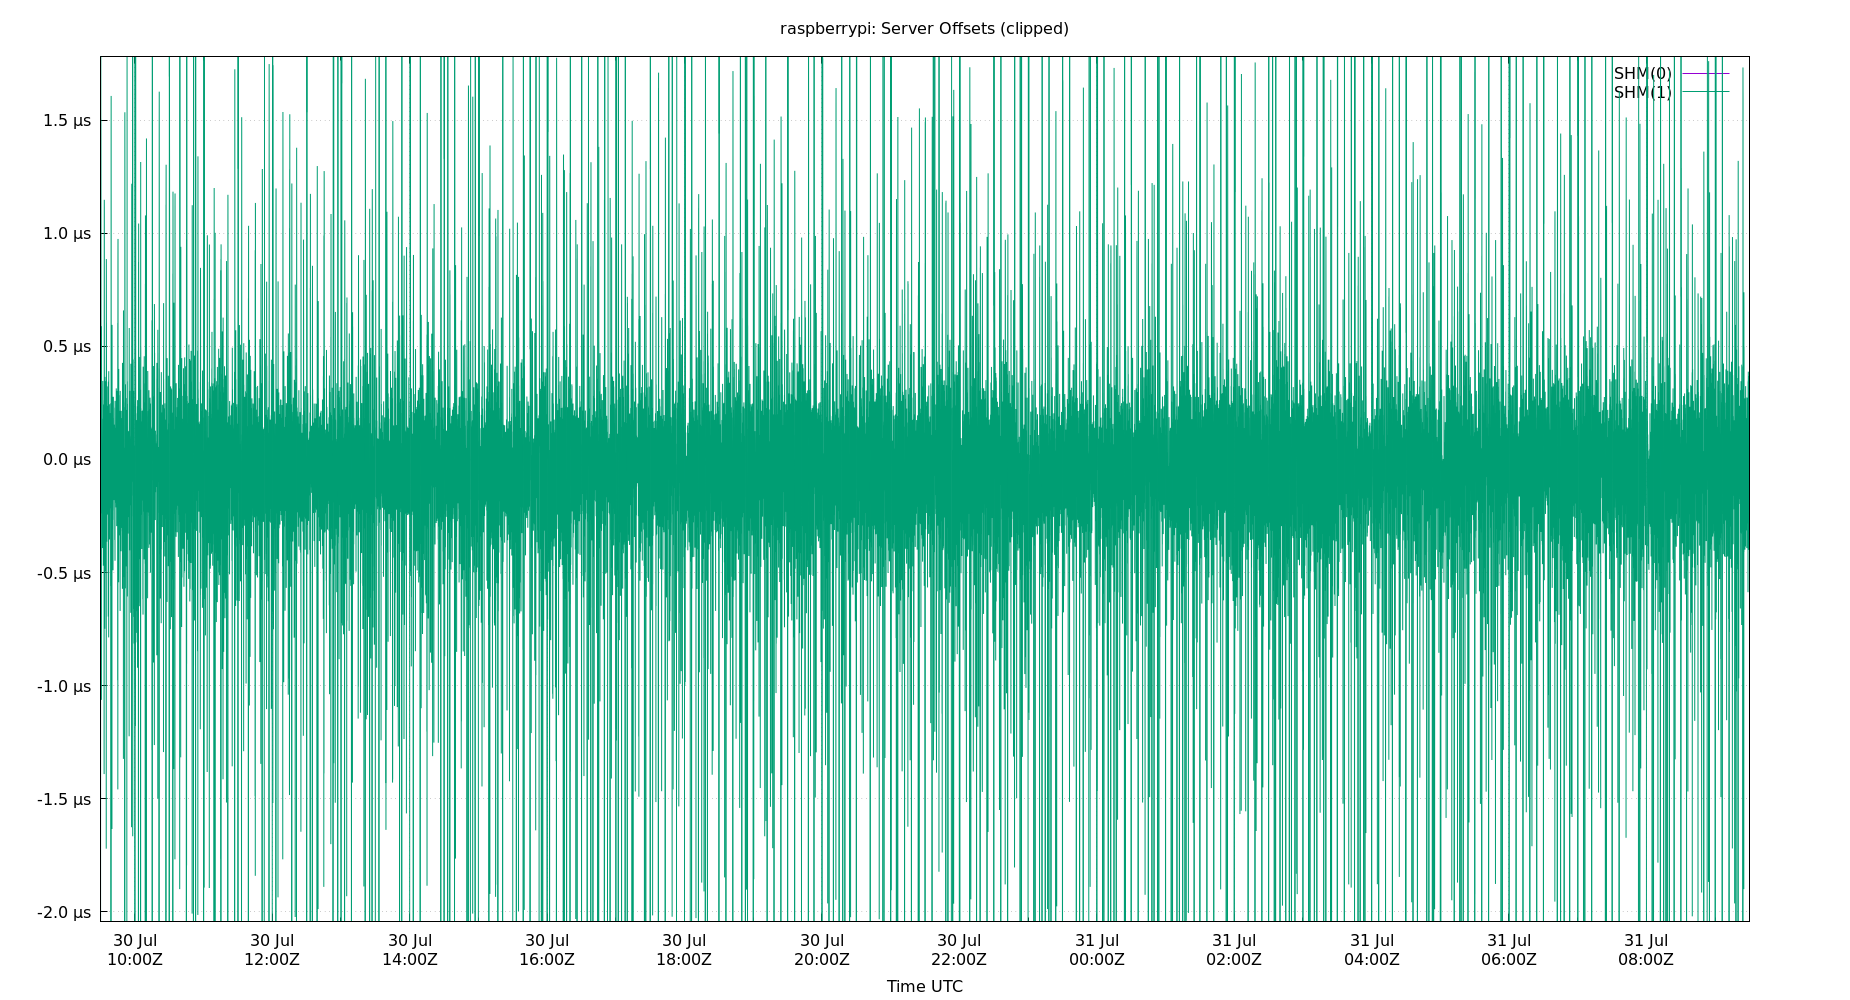 raspberrypi: Server Offsets (clipped)
SHM(0)
SHM(1)
1.5 µs
1.0 µs
0.5 µs
0.0 µs
-0.5 µs
-1.0 µs
-1.5 µs
-2.0 µs
30 Jul 30 Jul 30 Jul 30 Jul 30 Jul 30 Jul 30 Jul 31 Jul 31 Jul 31 Jul 31 Jul 31 Jul
10:00Z 12:00Z 14:00Z 16:00Z 18:00Z 20:00Z 22:00Z 00:00Z 02:00Z 04:00Z 06:00Z 08:00Z
Time UTC